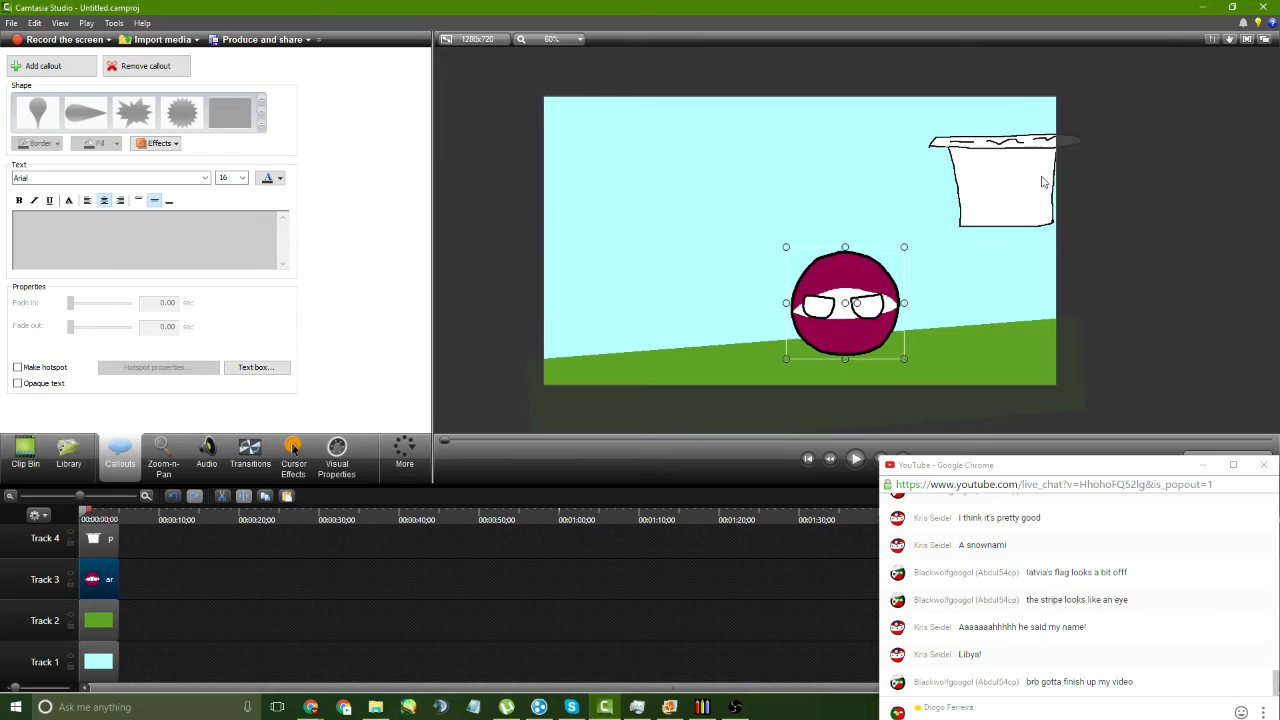 Camtasia Studio - Untitled.camproj
File Edit View Play Tools Help
Record the screen Import media Produce and share
1280x720 60%
Add callout Remove callout
Shape
Border Fill Effects
Text
Arial 16
B I U A
Properties
Fade in: 0.00 sec
Fade out: 0.00 sec
Make hotspot Hotspot properties... Text box...
Opaque text
Clip Bin Library Callouts Zoom-n-Pan Audio Transitions Cursor Effects Visual Properties More
00:00:00;00 00:00:10;00 00:00:20;00 00:00:30;00 00:00:40;00 00:00:50;00 00:01:00;00 00:01:10;00 00:01:20;00 00:01:30;00
Track 4 p
Track 3 ar
Track 2
Track 1
YouTube - Google Chrome
https://www.youtube.com/live_chat?v=HhohoFQ52lg&is_popout=1
Kris Seidel I think it's pretty good
Kris Seidel A snownami
Blackwolfgoogol (Abdul54cp) latvia's flag looks a bit offf
Blackwolfgoogol (Abdul54cp) the stripe looks like an eye
Kris Seidel Aaaaaaahhhhh he said my name!
Kris Seidel Libya!
Blackwolfgoogol (Abdul54cp) brb gotta finish up my video
Diogo Ferreira
Ask me anything